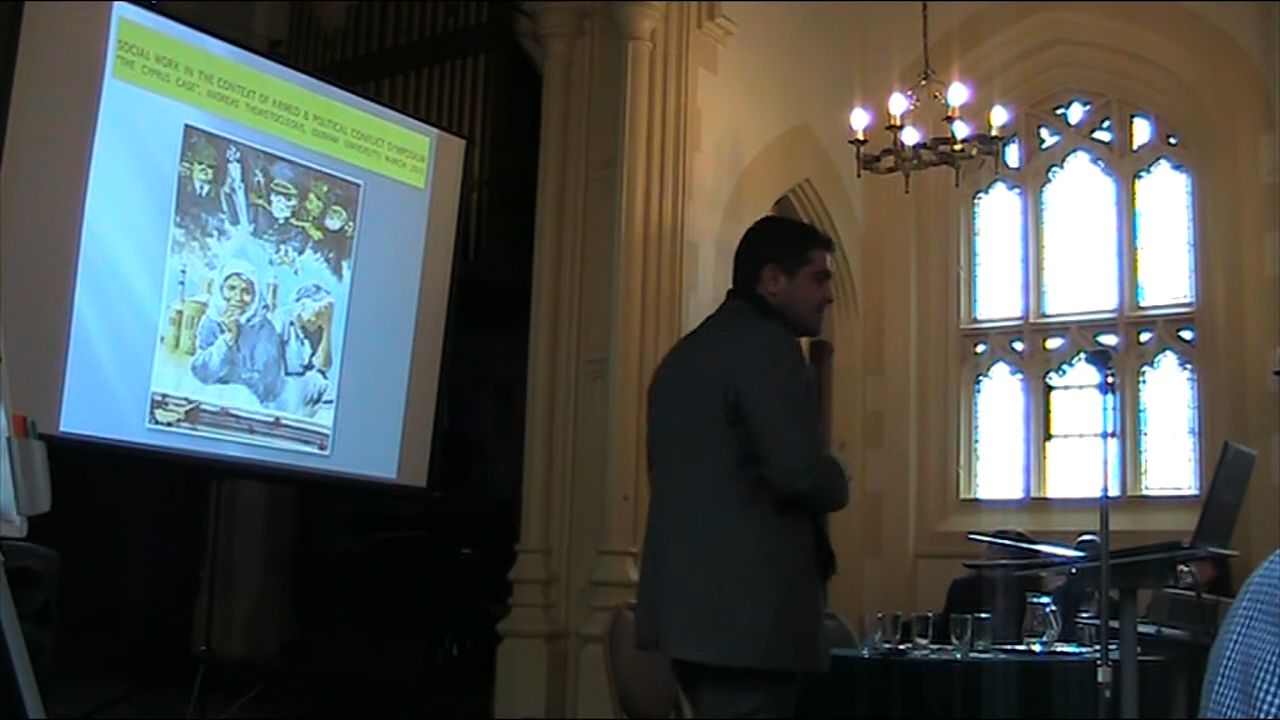 SOCIAL WORK IN THE CONTEXT OF ARMED & POLITICAL CONFLICT SYMPOSIUM
"THE CYPRUS CASE", ANDREAS THEMISTOCLEOUS, DURHAM UNIVERSITY MARCH